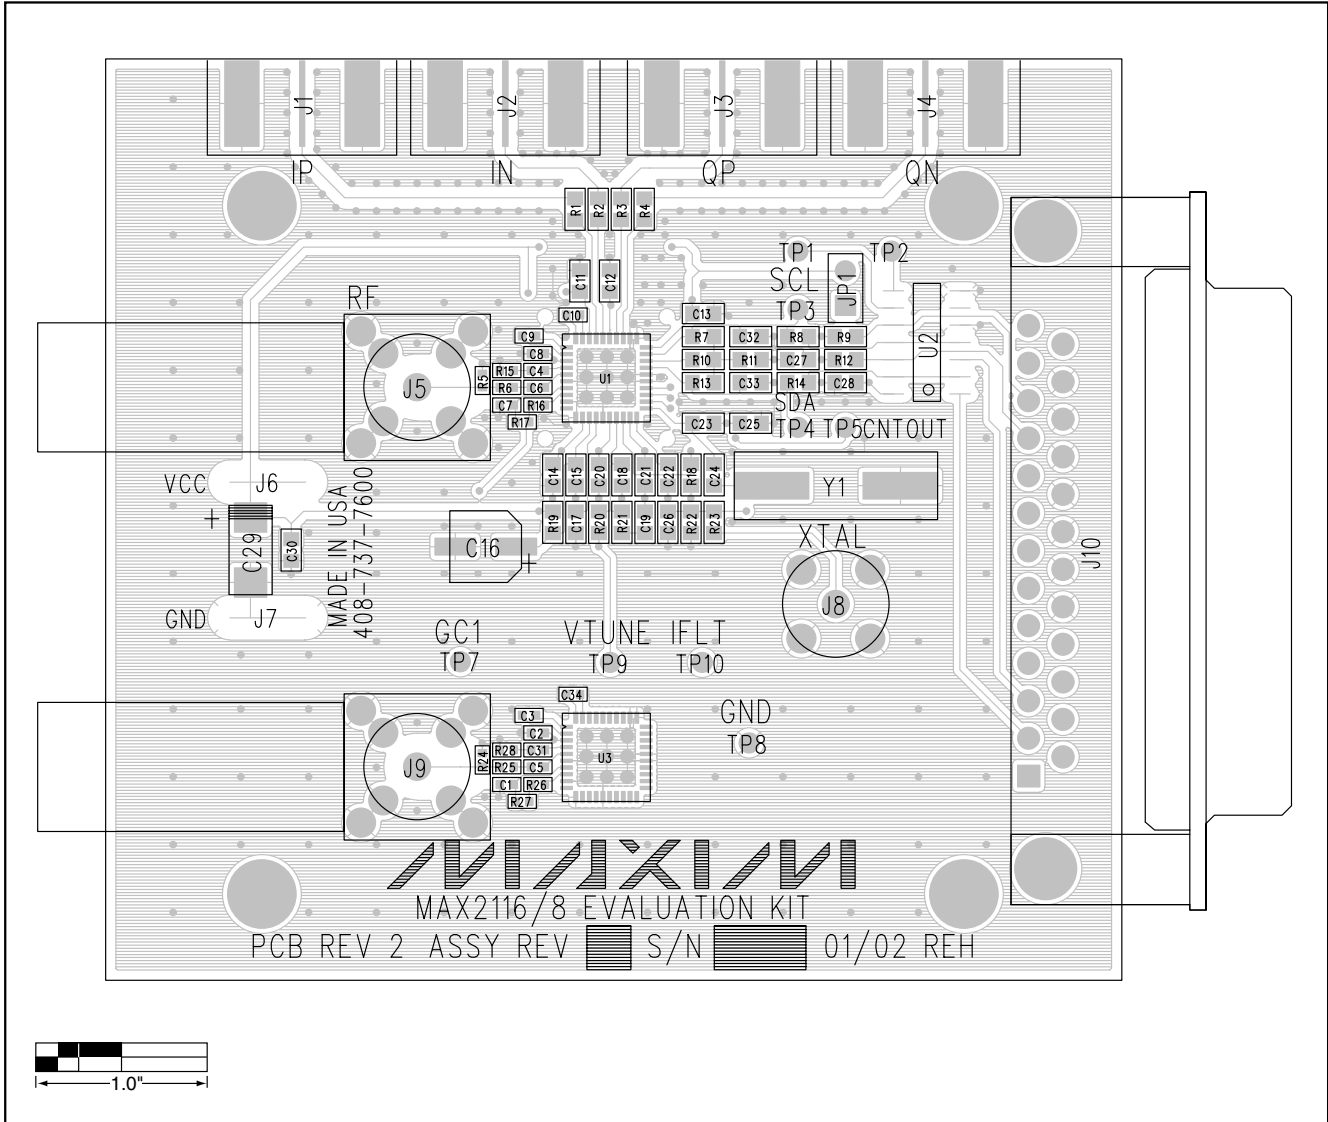 J1 J2 J3 J4
IP IN QP QN
R1 R2 R3 R4
TP1 TP2
SCL
C11 C12 JP1
RF TP3
C10 C13
C9 R7 C32 R8 R9
C8 U2
R10 R11 C27 R12
R15 C4
J5 R5 R6 C6 U1 R13 C33 R14 C28
C7 R16 SDA
R17 C23 C25 TP4 TP5 CNTOUT
VCC J6 C14 C15 C20 C18 C21 C22 R18 C24 Y1
+
C29 C30 R19 C17 R20 R21 C19 C26 R22 R23
MADE IN USA
408-737-7600
C16 +
XTAL
J10
J8
GND J7
GC1 VTUNE IFLT
TP7 TP9 TP10
C34
C3 GND
C2 TP8
R28 C31
J9 R24 R25 C5 U3
C1 R26
R27
MAXIM
MAX2116/8 EVALUATION KIT
PCB REV 2 ASSY REV S/N 01/02 REH
1.0"